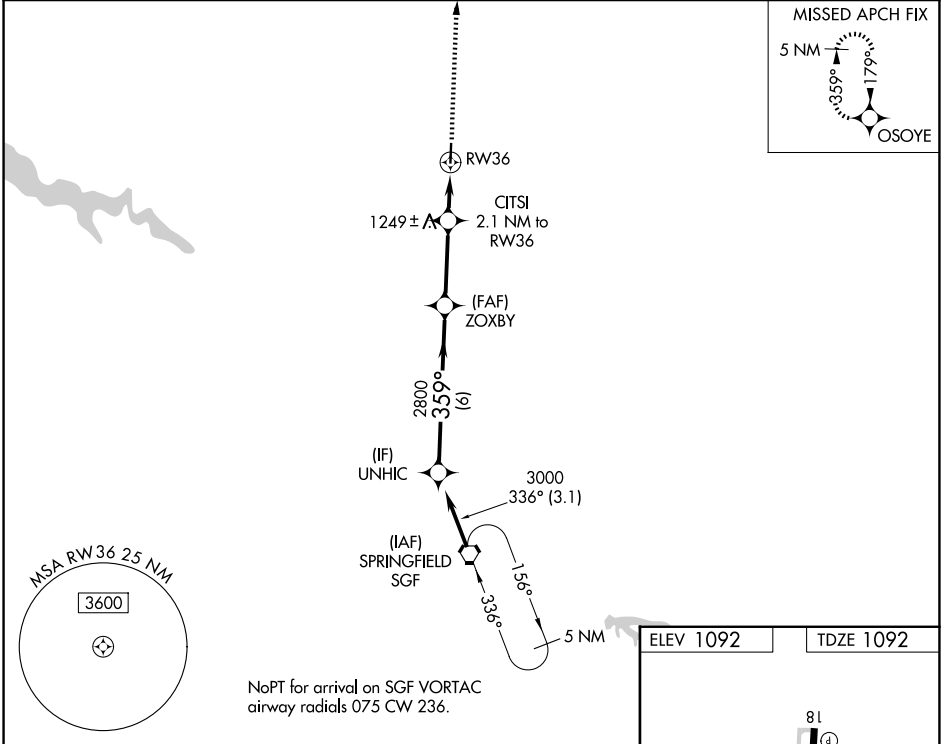 MISSED APCH FIX
5 NM
359°
179°
OSOYE
RW36
CITSI
2.1 NM to
RW36
1249 ±
(FAF)
ZOXBY
2800
359°
(6)
(IF)
UNHIC
3000
336° (3.1)
(IAF)
SPRINGFIELD
SGF
156°
336°
5 NM
MSA RW36 25 NM
3600
NoPT for arrival on SGF VORTAC
airway radials 075 CW 236.
ELEV 1092
TDZE 1092
18
P